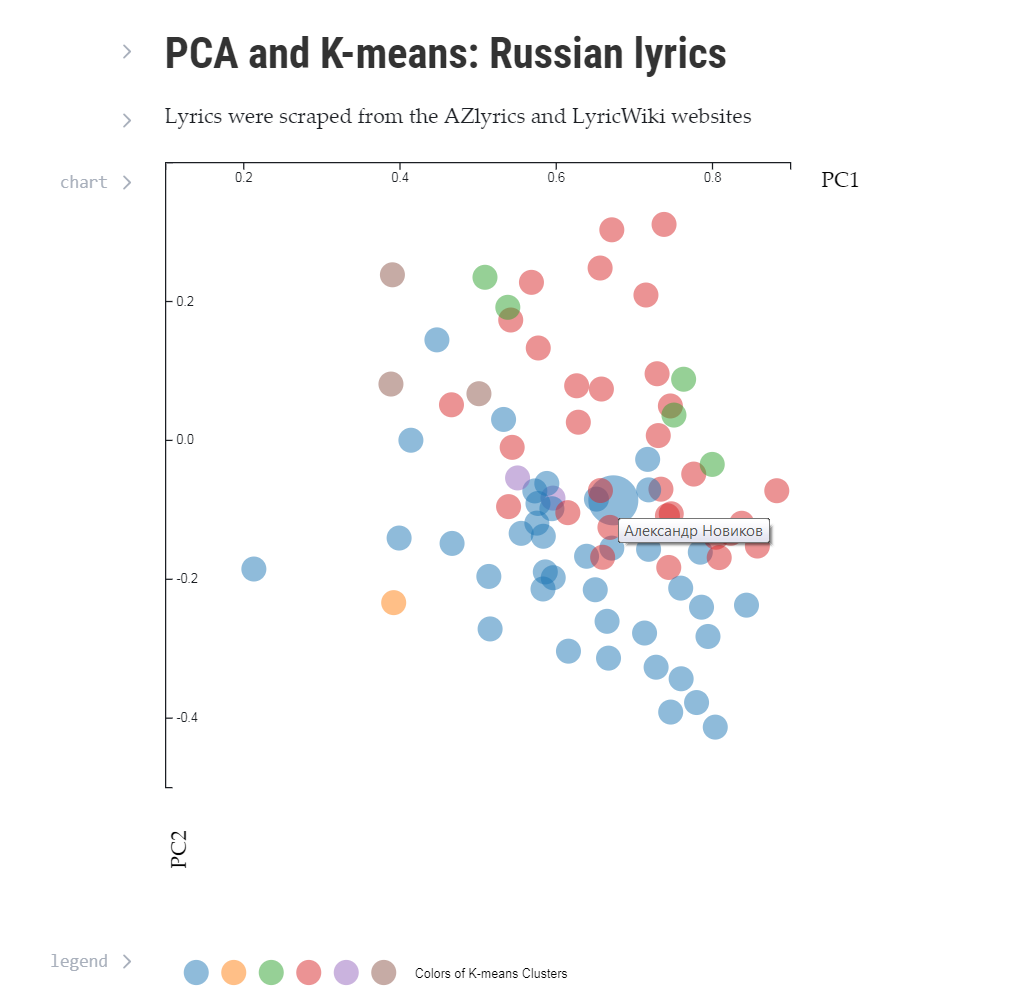 PCA and K-means: Russian lyrics
Lyrics were scraped from the AZlyrics and LyricWiki websites
chart
0.2 0.4 0.6 0.8
PC1
0.2
0.0
-0.2
-0.4
Александр Новиков
PC2
legend
Colors of K-means Clusters